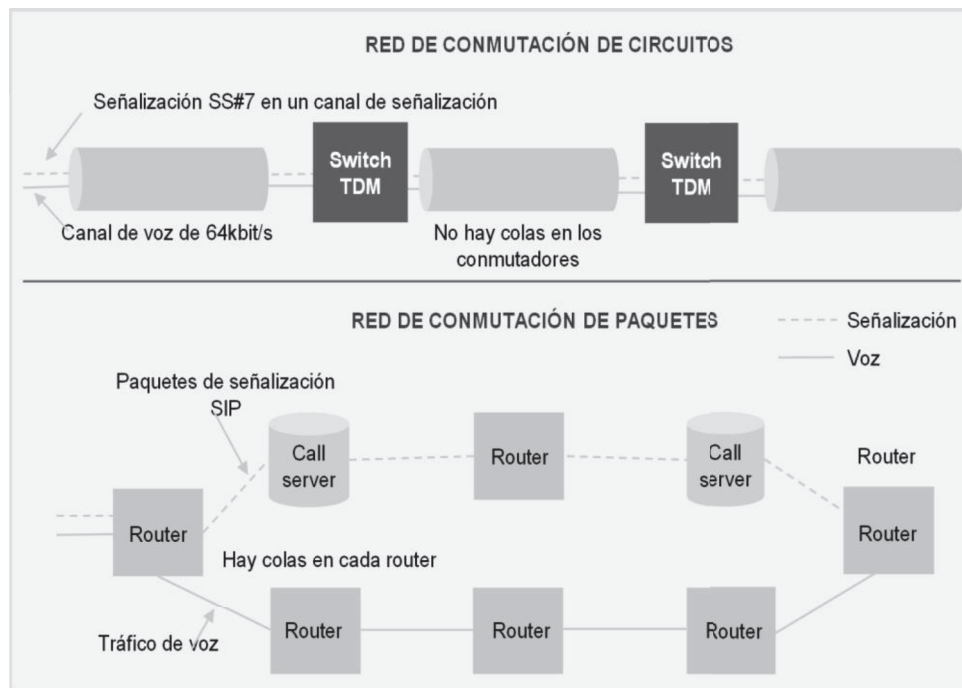 RED DE CONMUTACIÓN DE CIRCUITOS
Señalización SS#7 en un canal de señalización
Switch
TDM
Switch
TDM
Canal de voz de 64kbit/s
No hay colas en los
conmutadores
RED DE CONMUTACIÓN DE PAQUETES
Señalización
Voz
Paquetes de señalización
SIP
Call
server
Router
Call
server
Router
Router
Router
Hay colas en cada router
Tráfico de voz
Router
Router
Router